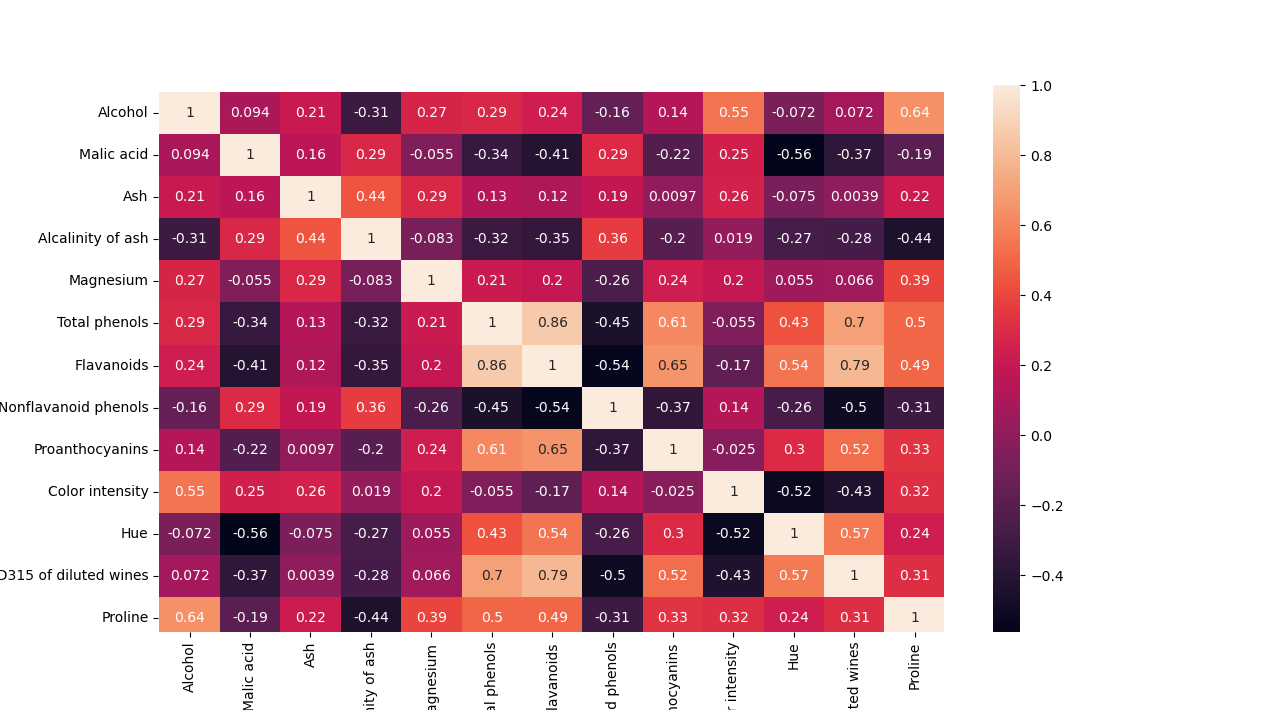 Alcohol 1 0.094 0.21 -0.31 0.27 0.29 0.24 -0.16 0.14 0.55 -0.072 0.072 0.64
Malic acid 0.094 1 0.16 0.29 -0.055 -0.34 -0.41 0.29 -0.22 0.25 -0.56 -0.37 -0.19
Ash 0.21 0.16 1 0.44 0.29 0.13 0.12 0.19 0.0097 0.26 -0.075 0.0039 0.22
Alcalinity of ash -0.31 0.29 0.44 1 -0.083 -0.32 -0.35 0.36 -0.2 0.019 -0.27 -0.28 -0.44
Magnesium 0.27 -0.055 0.29 -0.083 1 0.21 0.2 -0.26 0.24 0.2 0.055 0.066 0.39
Total phenols 0.29 -0.34 0.13 -0.32 0.21 1 0.86 -0.45 0.61 -0.055 0.43 0.7 0.5
Flavanoids 0.24 -0.41 0.12 -0.35 0.2 0.86 1 -0.54 0.65 -0.17 0.54 0.79 0.49
Nonflavanoid phenols -0.16 0.29 0.19 0.36 -0.26 -0.45 -0.54 1 -0.37 0.14 -0.26 -0.5 -0.31
Proanthocyanins 0.14 -0.22 0.0097 -0.2 0.24 0.61 0.65 -0.37 1 -0.025 0.3 0.52 0.33
Color intensity 0.55 0.25 0.26 0.019 0.2 -0.055 -0.17 0.14 -0.025 1 -0.52 -0.43 0.32
Hue -0.072 -0.56 -0.075 -0.27 0.055 0.43 0.54 -0.26 0.3 -0.52 1 0.57 0.24
D315 of diluted wines 0.072 -0.37 0.0039 -0.28 0.066 0.7 0.79 -0.5 0.52 -0.43 0.57 1 0.31
Proline 0.64 -0.19 0.22 -0.44 0.39 0.5 0.49 -0.31 0.33 0.32 0.24 0.31 1
Alcohol
Malic acid
Ash
nity of ash
agnesium
al phenols
lavanoids
d phenols
nocyanins
r intensity
Hue
ted wines
Proline
1.0
0.8
0.6
0.4
0.2
0.0
−0.2
−0.4